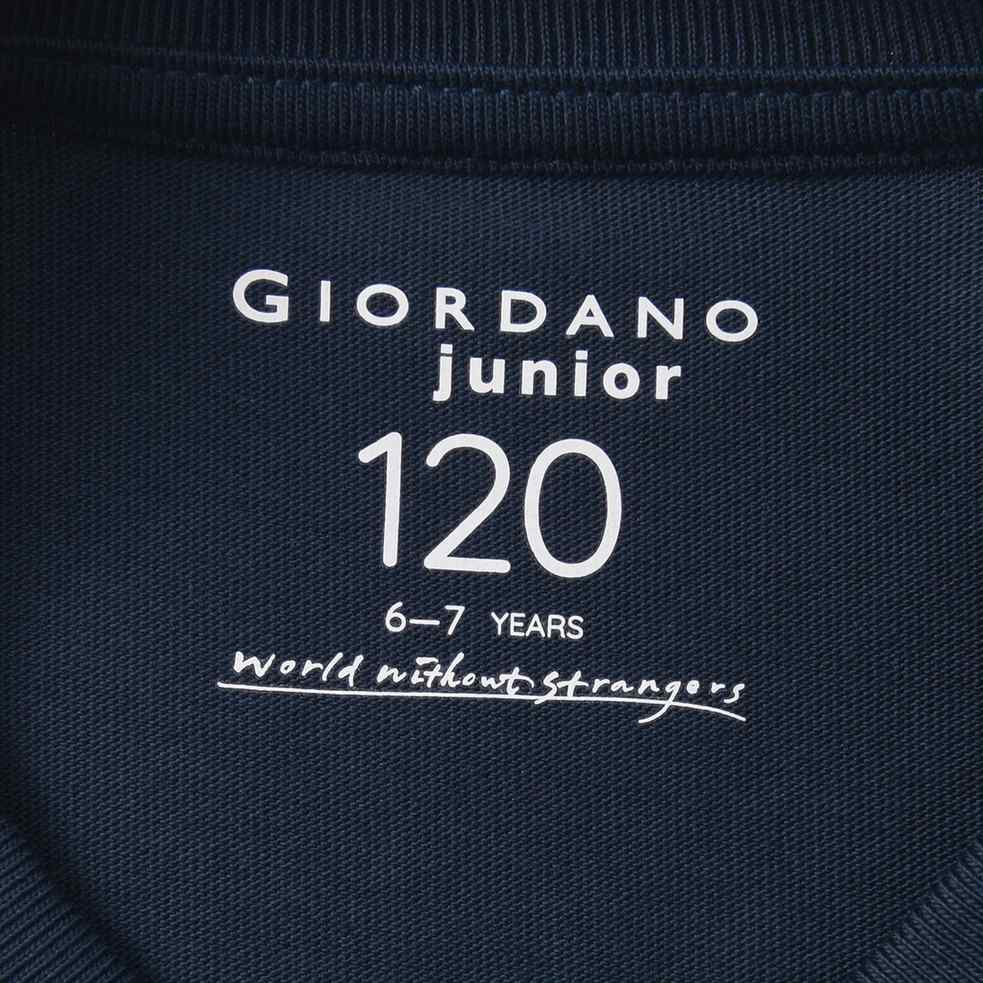 GIORDANO
junior
120
6—7 YEARS
World without strangers